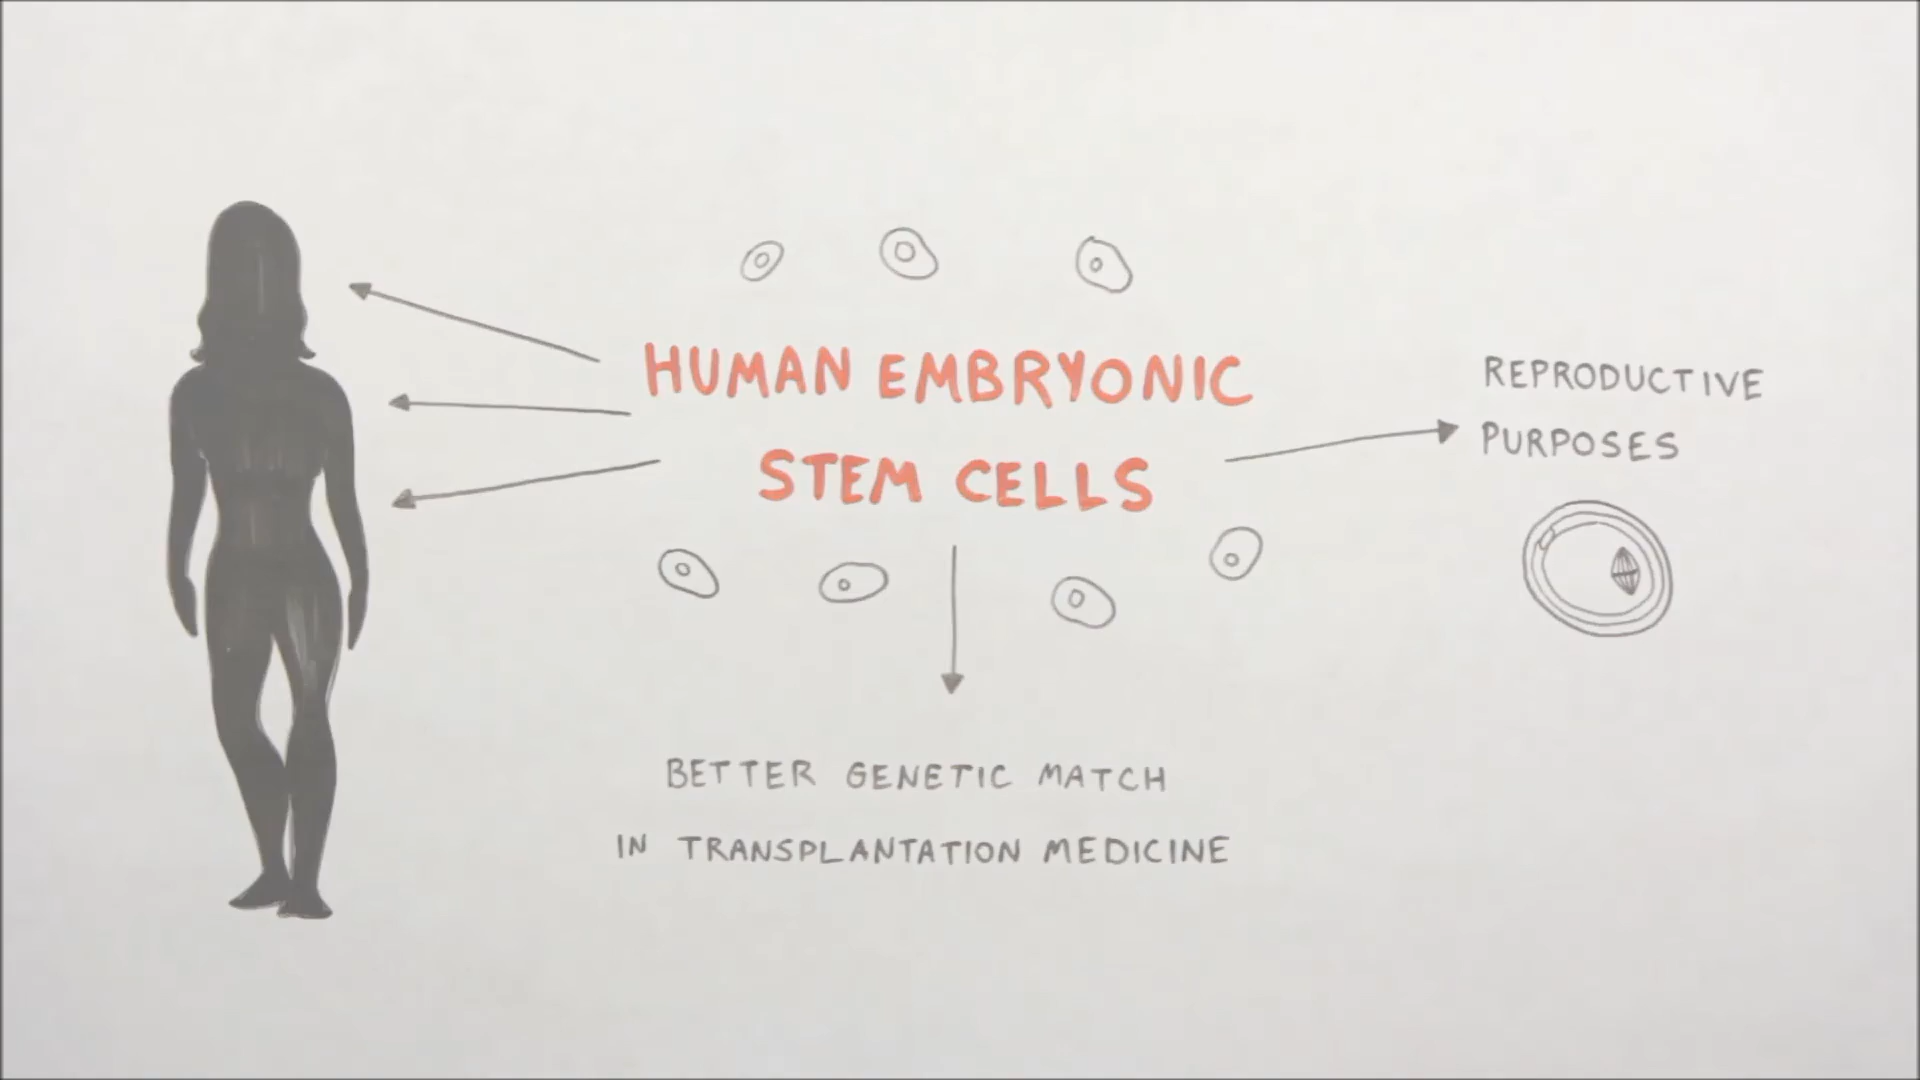 HUMAN EMBRYONIC
STEM CELLS
REPRODUCTIVE
PURPOSES
BETTER GENETIC MATCH
IN TRANSPLANTATION MEDICINE